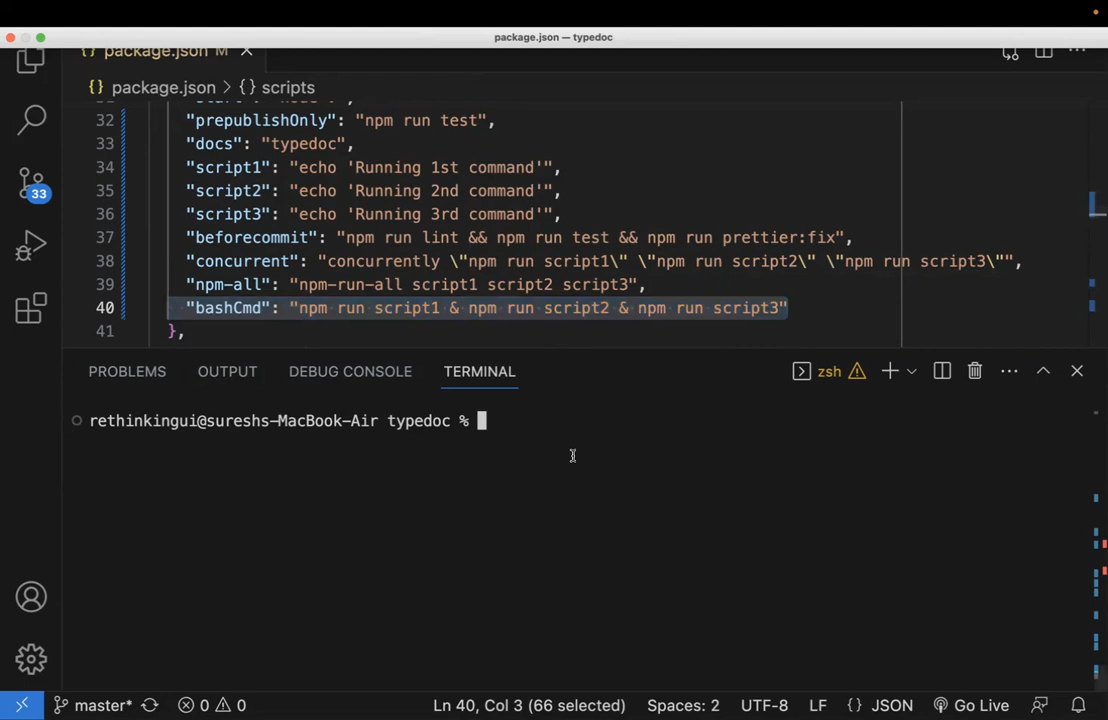 package.json — typedoc
{} package.json M
{} package.json > {} scripts
32 "prepublishOnly": "npm run test",
33 "docs": "typedoc",
34 "script1": "echo 'Running 1st command'",
35 "script2": "echo 'Running 2nd command'",
36 "script3": "echo 'Running 3rd command'",
37 "beforecommit": "npm run lint && npm run test && npm run prettier:fix",
38 "concurrent": "concurrently \"npm run script1\" \"npm run script2\" \"npm run script3\"",
39 "npm-all": "npm-run-all script1 script2 script3",
40 "bashCmd": "npm run script1 & npm run script2 & npm run script3"
41 },
33
PROBLEMS OUTPUT DEBUG CONSOLE TERMINAL zsh
rethinkingui@sureshs-MacBook-Air typedoc %
master* 0 0 Ln 40, Col 3 (66 selected) Spaces: 2 UTF-8 LF {} JSON Go Live